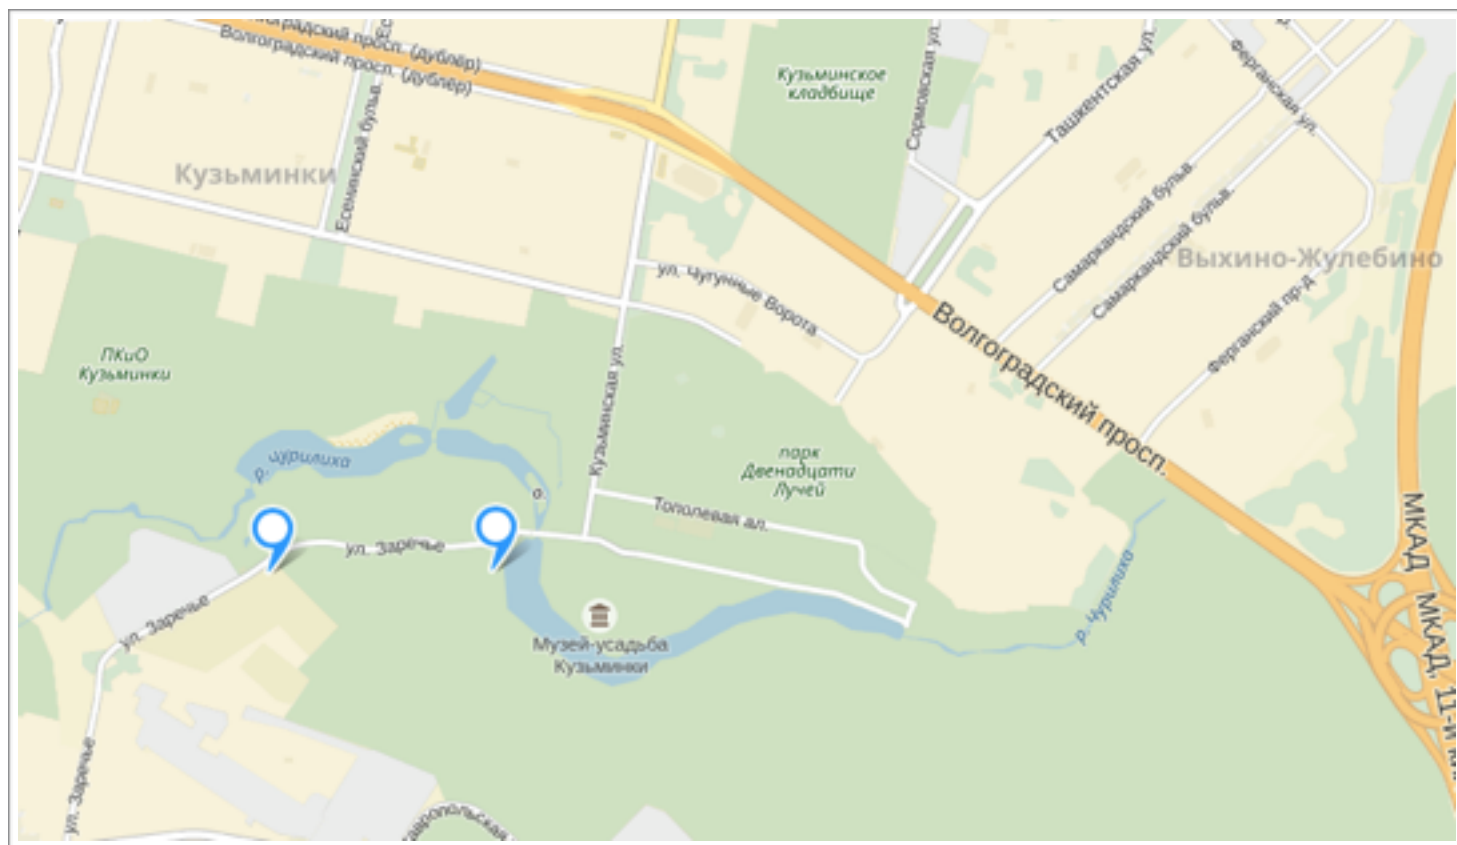 Волгоградский просп. (дублёр)
Волгоградский просп. (дублёр)
Есенинский бульв.
Кузьминки
Кузьминское
кладбище
Сормовская ул.
Ташкентская ул.
Ферганская ул.
Самаркандский бульв.
Самаркандский бульв.
Выхино-Жулебино
Ферганский пр-д
ул. Чугунные Ворота
Волгоградский просп.
ПКиО
Кузьминки
Кузьминская ул.
р. Чурилиха
о.
парк
Двенадцати
Лучей
Тополевая ал.
ул. Заречье
ул. Заречье
ул. Заречье
Музей-усадьба
Кузьминки
р. Чурилиха
МКАД
МКАД, 11-й